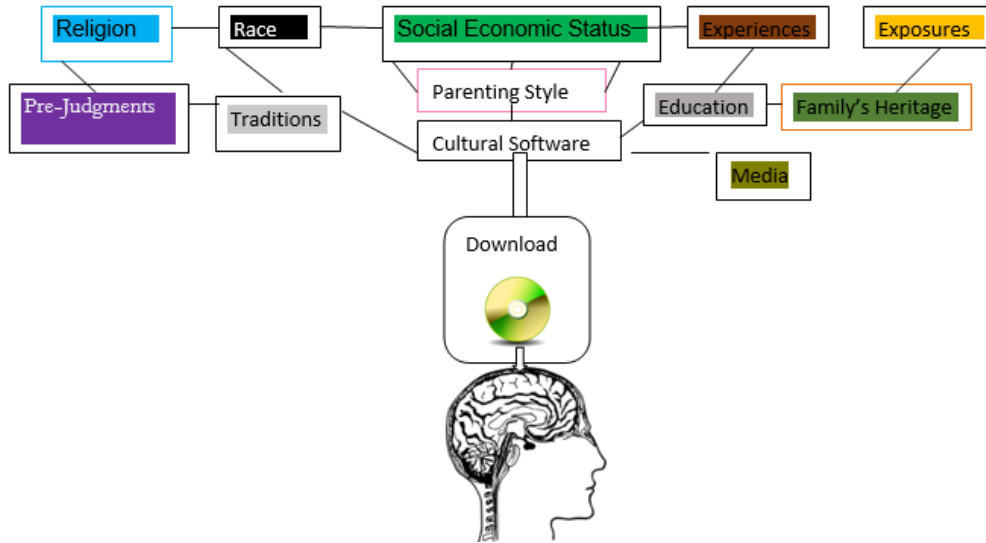 Religion
Race
Social Economic Status
Experiences
Exposures
Pre-Judgments
Traditions
Parenting Style
Education
Family’s Heritage
Cultural Software
Media
Download